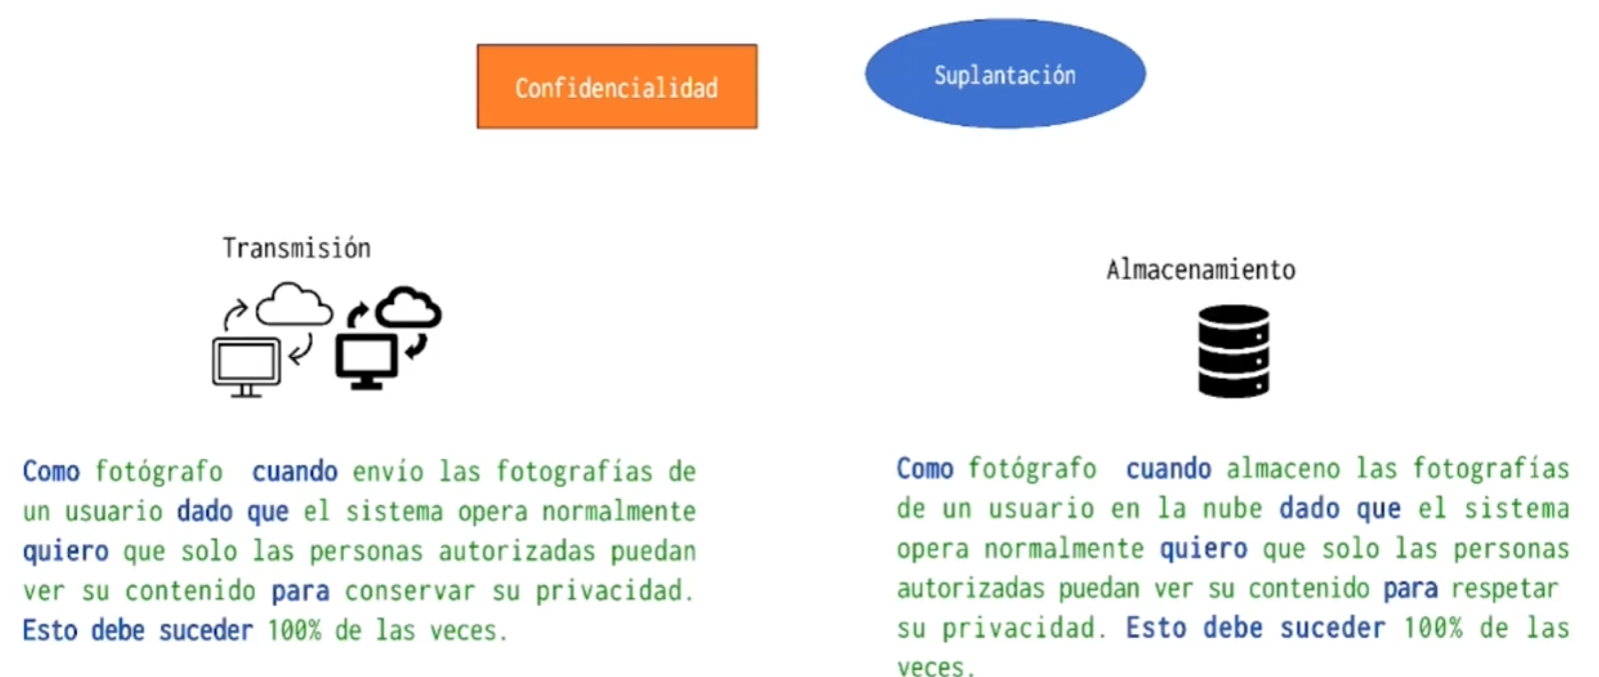 Confidencialidad
Suplantación
Transmisión
Almacenamiento
Como fotógrafo cuando envío las fotografías de
un usuario dado que el sistema opera normalmente
quiero que solo las personas autorizadas puedan
ver su contenido para conservar su privacidad.
Esto debe suceder 100% de las veces.
Como fotógrafo cuando almaceno las fotografías
de un usuario en la nube dado que el sistema
opera normalmente quiero que solo las personas
autorizadas puedan ver su contenido para respetar
su privacidad. Esto debe suceder 100% de las
veces.